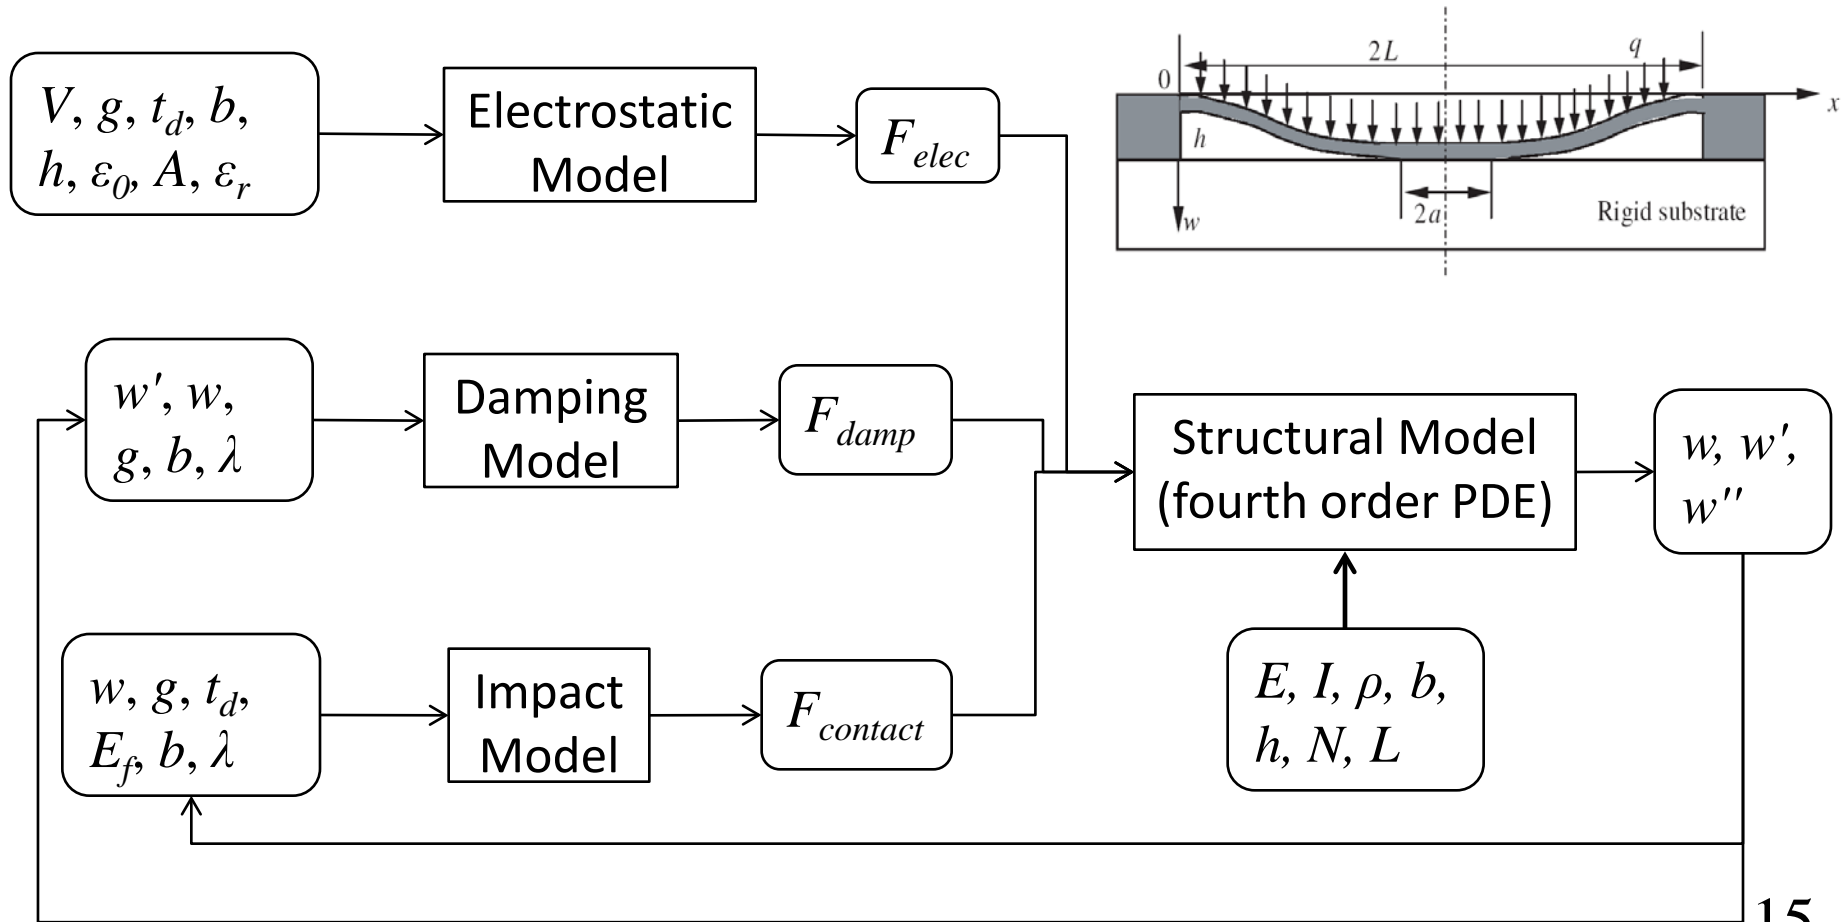 V, g, t_d, b,
h, ε_0, A, ε_r
Electrostatic
Model
F_elec
2L
q
0
x
h
2a
w
Rigid substrate
w′, w,
g, b, λ
Damping
Model
F_damp
Structural Model
(fourth order PDE)
w, w′,
w″
w, g, t_d,
E_f, b, λ
Impact
Model
F_contact
E, I, ρ, b,
h, N, L
15